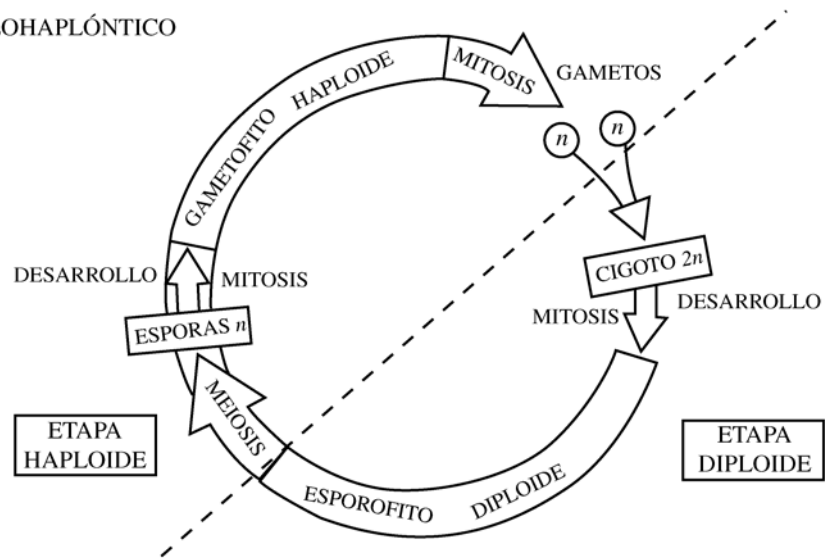 OHAPLÓNTICO
GAMETOFITO HAPLOIDE
MITOSIS
GAMETOS
n
n
CIGOTO 2n
MITOSIS
DESARROLLO
ESPOROFITO DIPLOIDE
MEIOSIS
ESPORAS n
DESARROLLO
MITOSIS
ETAPA
HAPLOIDE
ETAPA
DIPLOIDE